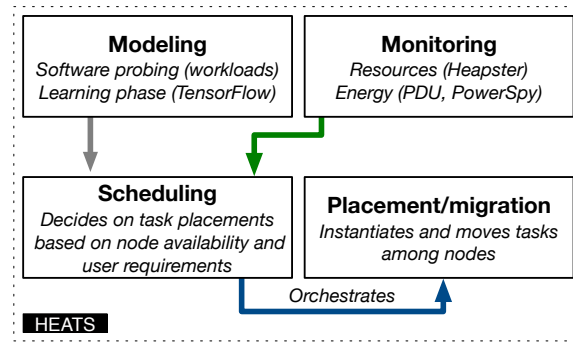 Modeling
Software probing (workloads)
Learning phase (TensorFlow)
Monitoring
Resources (Heapster)
Energy (PDU, PowerSpy)
Scheduling
Decides on task placements
based on node availability and
user requirements
Placement/migration
Instantiates and moves tasks
among nodes
Orchestrates
HEATS